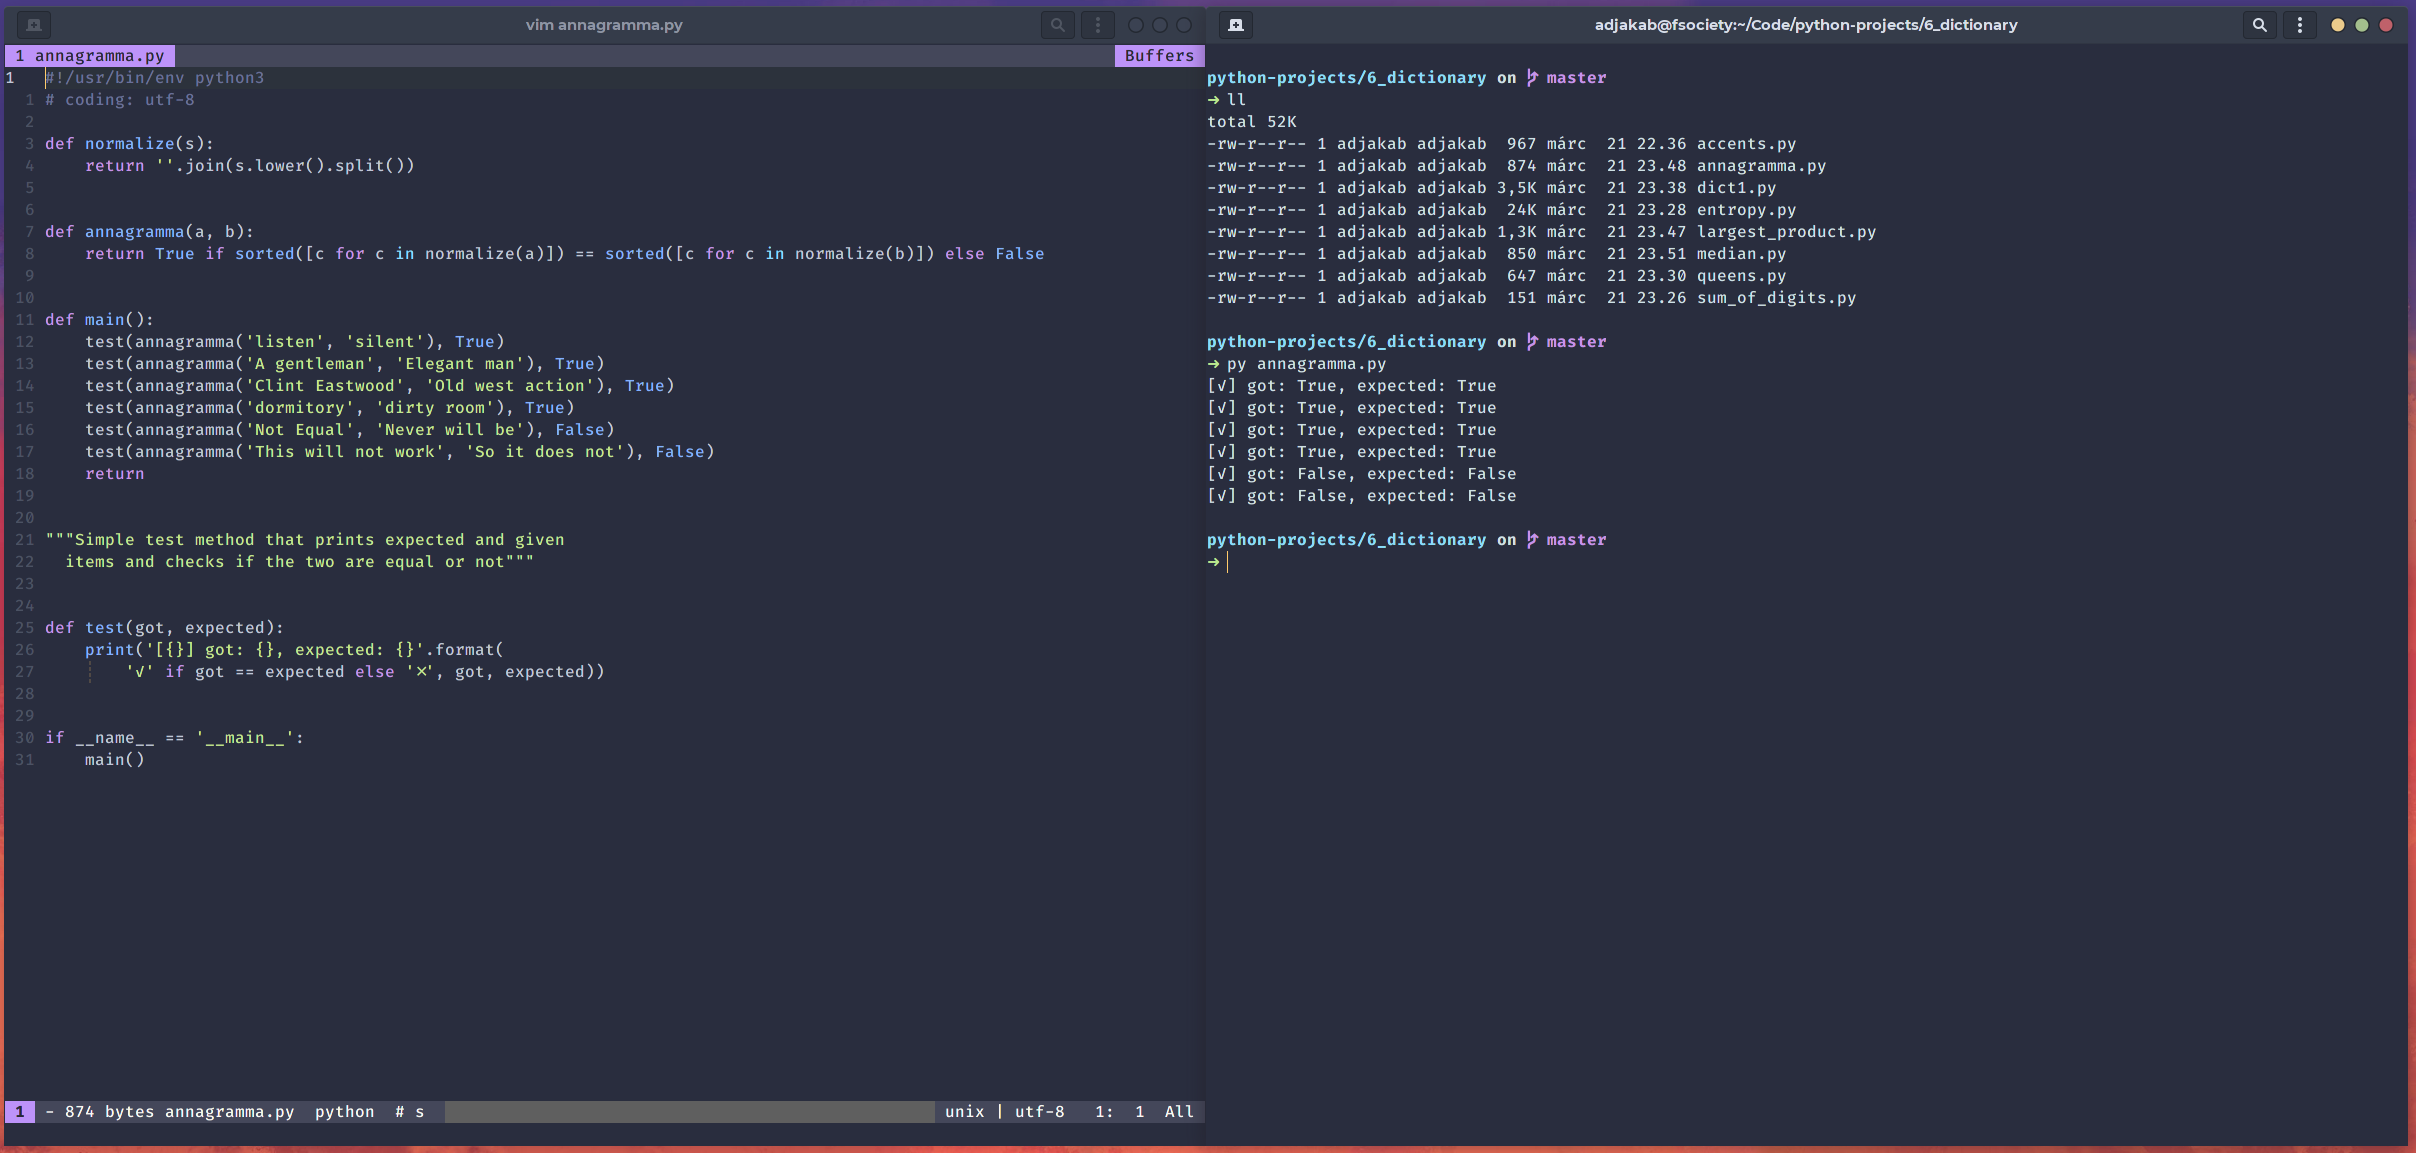 vim annagramma.py
1 annagramma.py Buffers
1 #!/usr/bin/env python3
1 # coding: utf-8
2
3 def normalize(s):
4     return ''.join(s.lower().split())
5
6
7 def annagramma(a, b):
8     return True if sorted([c for c in normalize(a)]) == sorted([c for c in normalize(b)]) else False
9
10
11 def main():
12     test(annagramma('listen', 'silent'), True)
13     test(annagramma('A gentleman', 'Elegant man'), True)
14     test(annagramma('Clint Eastwood', 'Old west action'), True)
15     test(annagramma('dormitory', 'dirty room'), True)
16     test(annagramma('Not Equal', 'Never will be'), False)
17     test(annagramma('This will not work', 'So it does not'), False)
18     return
19
20
21 """Simple test method that prints expected and given
22   items and checks if the two are equal or not"""
23
24
25 def test(got, expected):
26     print('[{}] got: {}, expected: {}'.format(
27         '√' if got == expected else '✕', got, expected))
28
29
30 if __name__ == '__main__':
31     main()
1 - 874 bytes annagramma.py python # s unix | utf-8 1: 1 All
adjakab@fsociety:~/Code/python-projects/6_dictionary
python-projects/6_dictionary on master
➜ ll
total 52K
-rw-r--r-- 1 adjakab adjakab  967 márc  21 22.36 accents.py
-rw-r--r-- 1 adjakab adjakab  874 márc  21 23.48 annagramma.py
-rw-r--r-- 1 adjakab adjakab 3,5K márc  21 23.38 dict1.py
-rw-r--r-- 1 adjakab adjakab  24K márc  21 23.28 entropy.py
-rw-r--r-- 1 adjakab adjakab 1,3K márc  21 23.47 largest_product.py
-rw-r--r-- 1 adjakab adjakab  850 márc  21 23.51 median.py
-rw-r--r-- 1 adjakab adjakab  647 márc  21 23.30 queens.py
-rw-r--r-- 1 adjakab adjakab  151 márc  21 23.26 sum_of_digits.py
python-projects/6_dictionary on master
➜ py annagramma.py
[√] got: True, expected: True
[√] got: True, expected: True
[√] got: True, expected: True
[√] got: True, expected: True
[√] got: False, expected: False
[√] got: False, expected: False
python-projects/6_dictionary on master
➜